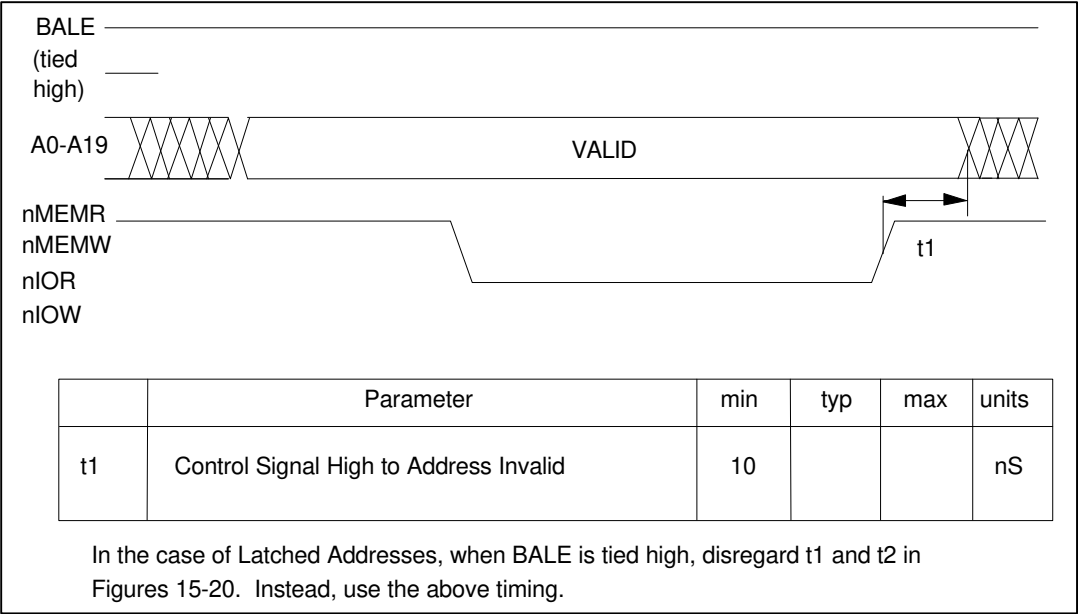 BALE
(tied
high)
A0-A19
VALID
nMEMR
nMEMW
t1
nIOR
nIOW
Parameter min typ max units
t1 Control Signal High to Address Invalid 10 nS
In the case of Latched Addresses, when BALE is tied high, disregard t1 and t2 in
Figures 15-20. Instead, use the above timing.